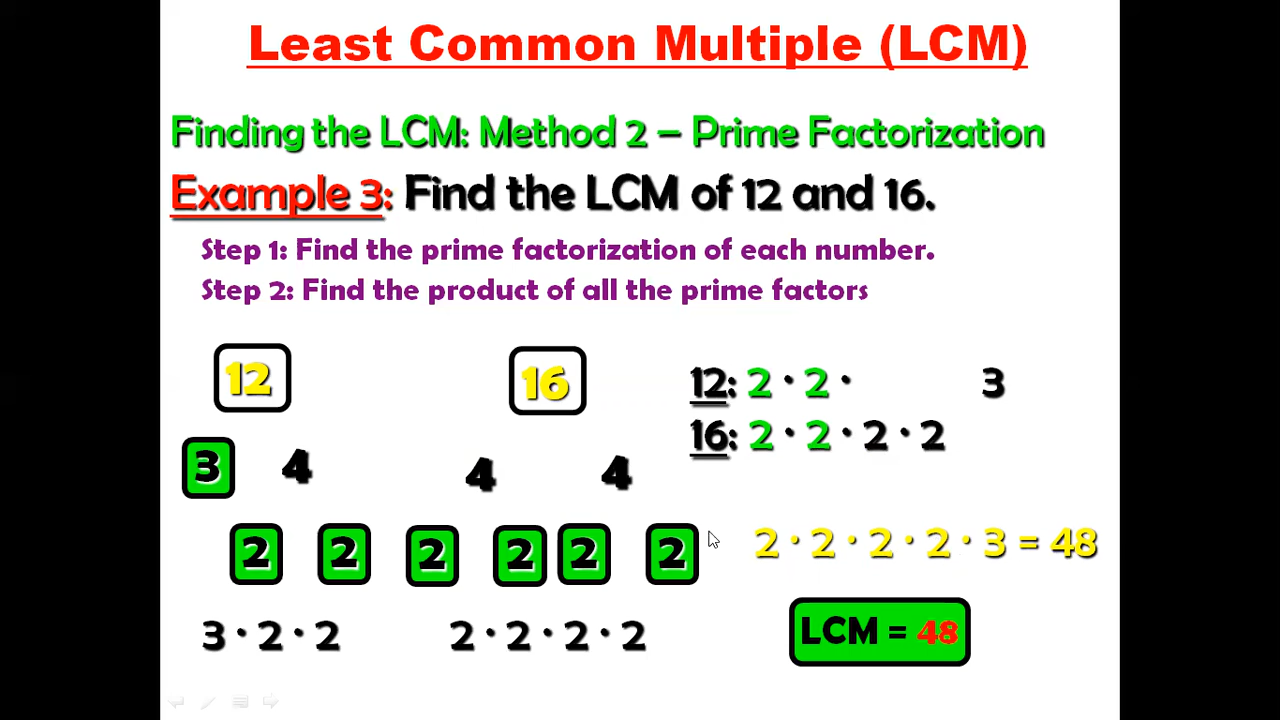 Least Common Multiple (LCM)
Finding the LCM: Method 2 – Prime Factorization
Example 3: Find the LCM of 12 and 16.
Step 1: Find the prime factorization of each number.
Step 2: Find the product of all the prime factors
12 16
12: 2 · 2 · 3
16: 2 · 2 · 2 · 2
3 4 4 4
2 2 2 2 2 2
2 · 2 · 2 · 2 · 3 = 48
3 · 2 · 2
2 · 2 · 2 · 2
LCM = 48